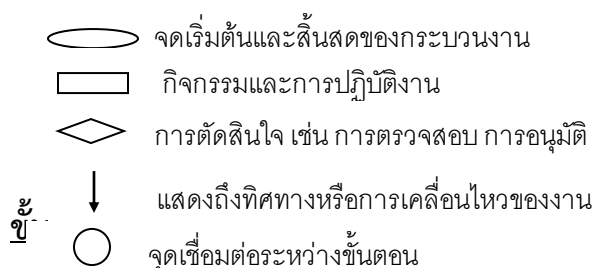 จดเริ่มต้นและสิ้นสดของกระบวนงาน
กิจกรรมและการปฏิบัติงาน
การตัดสินใจ เช่น การตรวจสอบ การอนุมัติ
แสดงถึงทิศทางหรือการเคลื่อนไหวของงาน
จุดเชื่อมต่อระหว่างขั้นตอน